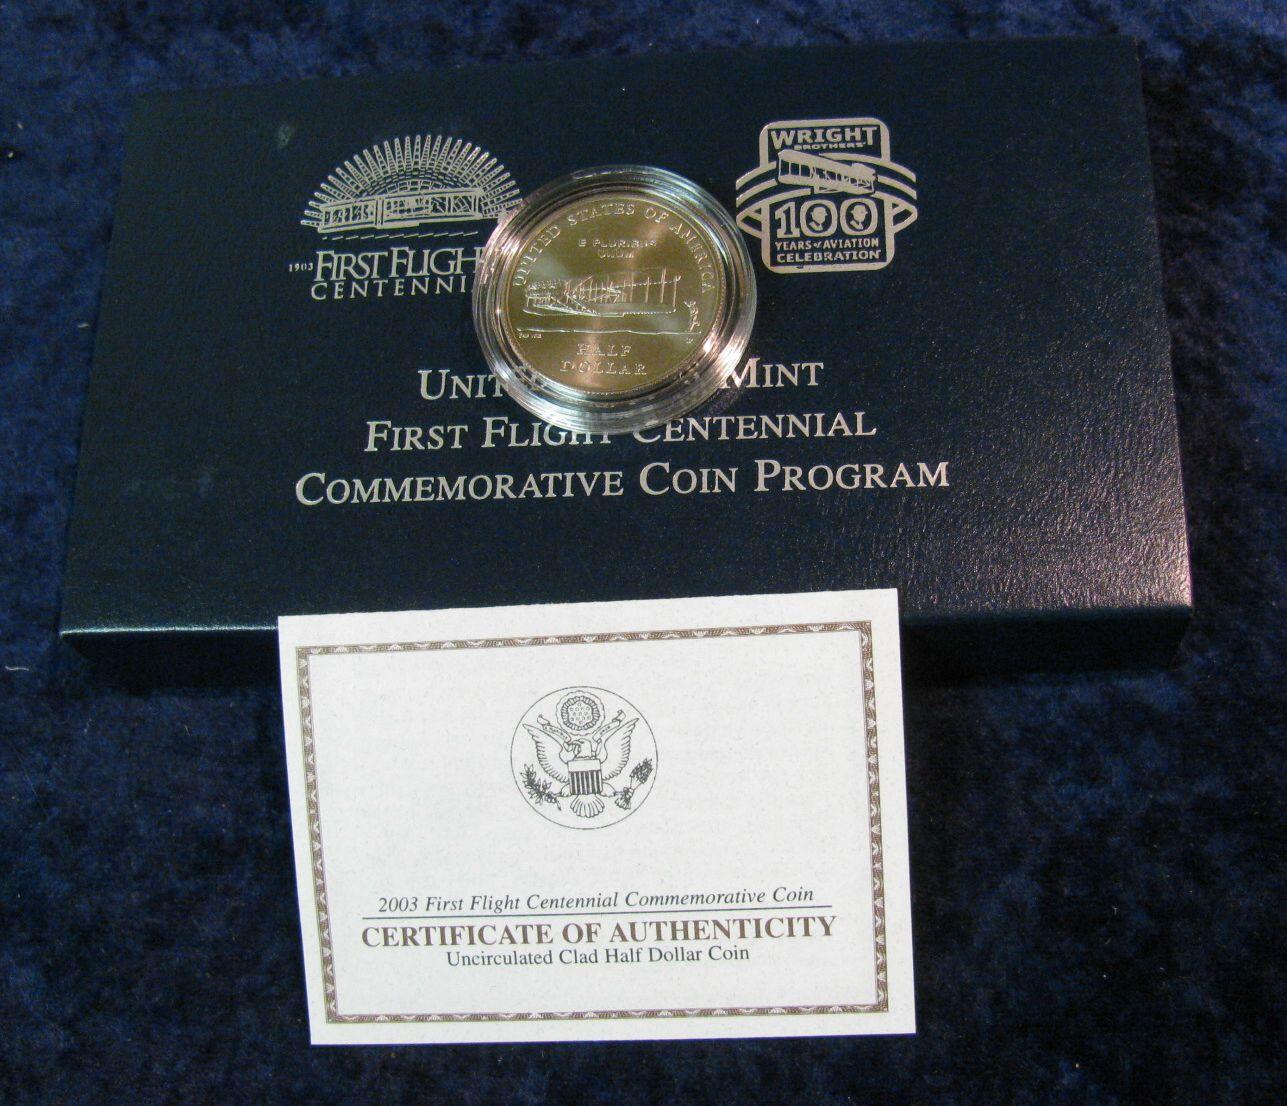 WRIGHT
BROTHERS'
100
YEARS of AVIATION
CELEBRATION
1903 FIRST FLIGH
CENTENNI
UNITED STATES OF AMERICA
E PLURIBUS
UNUM
HALF
DOLLAR
UNIT MINT
FIRST FLIGHT CENTENNIAL
COMMEMORATIVE COIN PROGRAM
2003 First Flight Centennial Commemorative Coin
CERTIFICATE OF AUTHENTICITY
Uncirculated Clad Half Dollar Coin